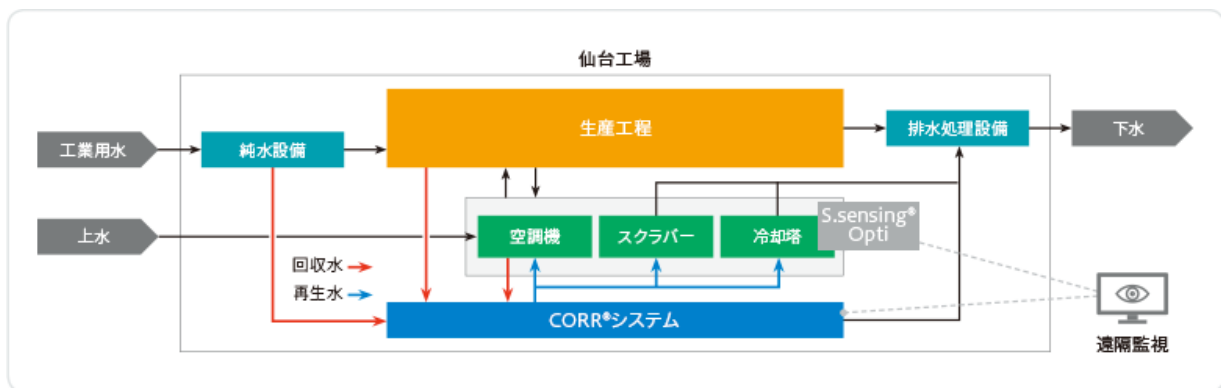 仙台工場
生産工程
工業用水
純水設備
排水処理設備
下水
上水
空調機
スクラバー
冷却塔
S.sensing®
Opti
回収水
再生水
CORR®システム
遠隔監視